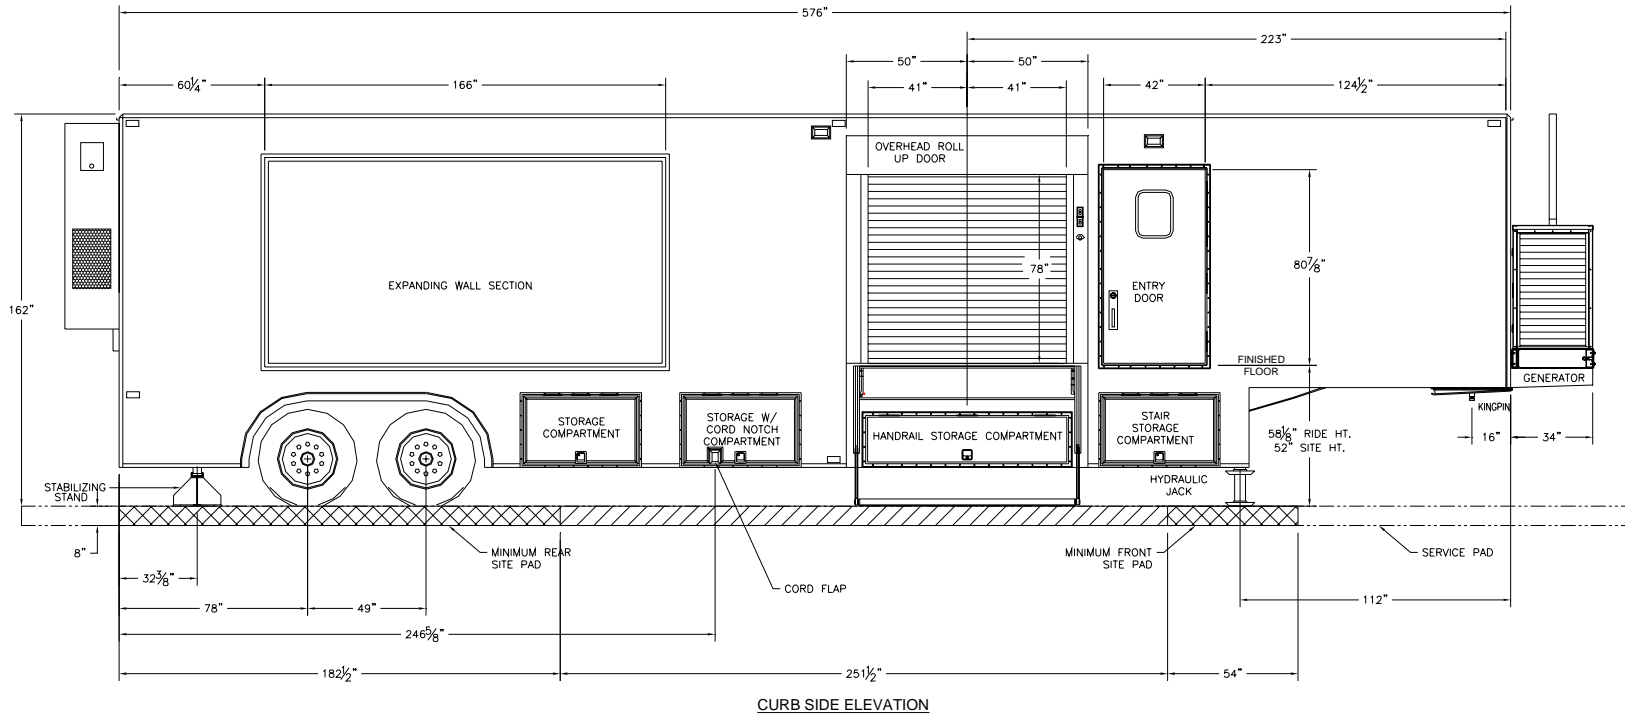 576"
223"
50"
50"
60¼"
166"
41"
41"
42"
124½"
OVERHEAD ROLL
UP DOOR
78"
80⅞"
EXPANDING WALL SECTION
ENTRY
DOOR
162"
FINISHED
FLOOR
GENERATOR
KINGPIN
STORAGE
COMPARTMENT
STORAGE W/
CORD NOTCH
COMPARTMENT
HANDRAIL STORAGE COMPARTMENT
STAIR
STORAGE
COMPARTMENT
58⅛" RIDE HT.
52" SITE HT.
16"
34"
STABILIZING
STAND
HYDRAULIC
JACK
8"
MINIMUM REAR
SITE PAD
MINIMUM FRONT
SITE PAD
SERVICE PAD
32⅜"
CORD FLAP
78"
49"
112"
246⅝"
182½"
251½"
54"
CURB SIDE ELEVATION